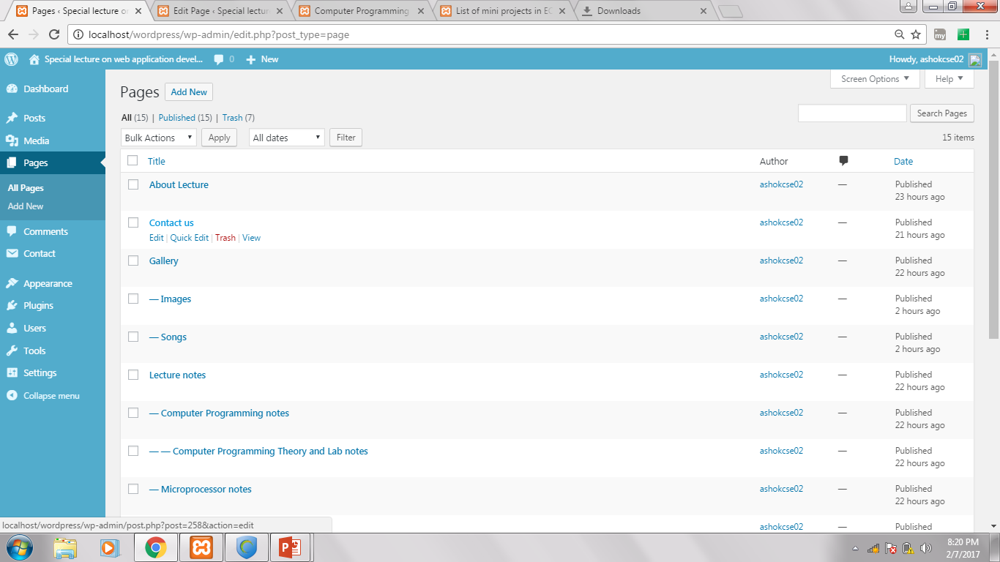 Pages ‹ Special lecture o
Edit Page ‹ Special lectur
Computer Programming
List of mini projects in EC
Downloads
localhost/wordpress/wp-admin/edit.php?post_type=page
my
Special lecture on web application devel...
0
New
Howdy, ashokcse02
Screen Options
Help
Dashboard
Posts
Media
Pages
All Pages
Add New
Comments
Contact
Appearance
Plugins
Users
Tools
Settings
Collapse menu
Pages
Add New
All (15) | Published (15) | Trash (7)
Search Pages
Bulk Actions
Apply
All dates
Filter
15 items
Title
Author
Date
About Lecture
ashokcse02
—
Published
23 hours ago
Contact us
Edit | Quick Edit | Trash | View
ashokcse02
—
Published
21 hours ago
Gallery
ashokcse02
—
Published
22 hours ago
— Images
ashokcse02
—
Published
2 hours ago
— Songs
ashokcse02
—
Published
2 hours ago
Lecture notes
ashokcse02
—
Published
22 hours ago
— Computer Programming notes
ashokcse02
—
Published
22 hours ago
— — Computer Programming Theory and Lab notes
ashokcse02
—
Published
22 hours ago
— Microprocessor notes
ashokcse02
—
Published
22 hours ago
ashokcse02
—
Published
localhost/wordpress/wp-admin/post.php?post=258&action=edit
8:20 PM
2/7/2017